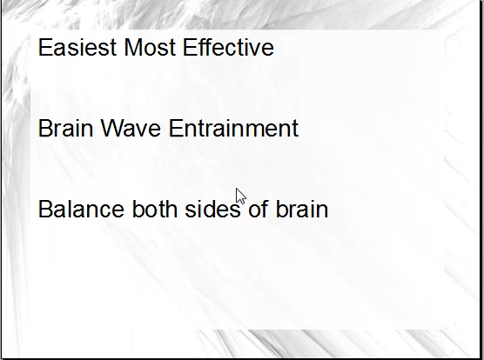 Easiest Most Effective
Brain Wave Entrainment
Balance both sides of brain